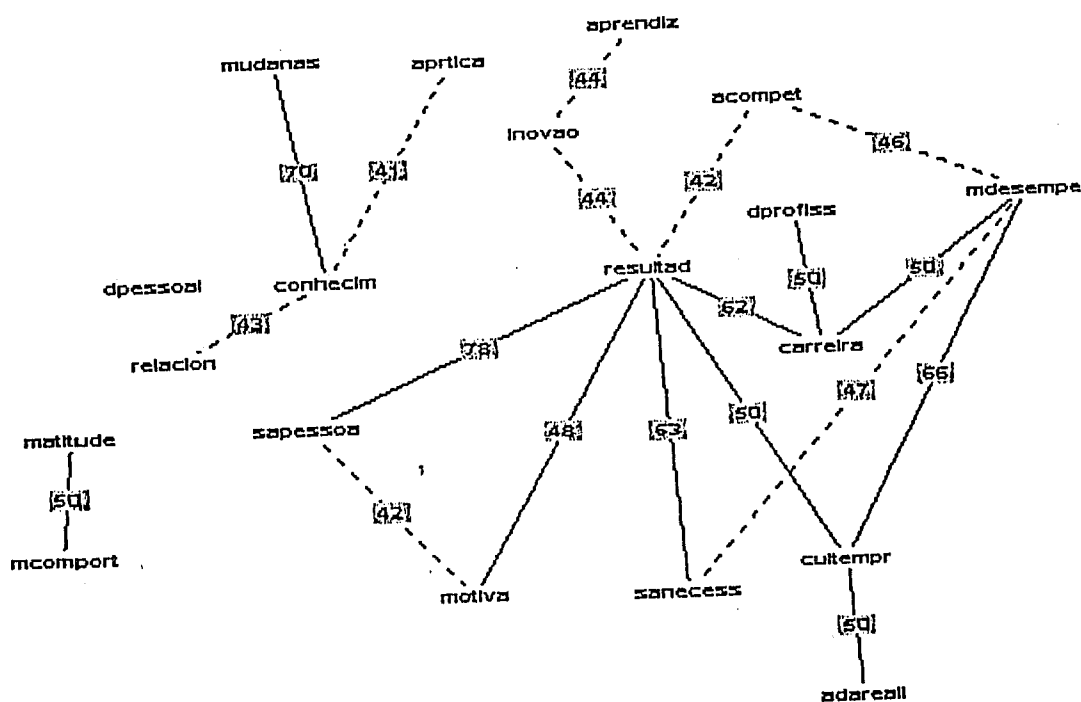 aprendiz
mudanas
aprtica
[44]
acompet
inovao
[46]
[70]
[41]
[42]
mdesempe
[44]
dprofiss
resultad
[50]
[50]
dpessoal
conhecim
[62]
[43]
carreira
relacion
[78]
[66]
[47]
[50]
sapessoa
[48]
[63]
matitude
[50]
[42]
mcomport
cultempr
motiva
sanecess
[50]
adareall